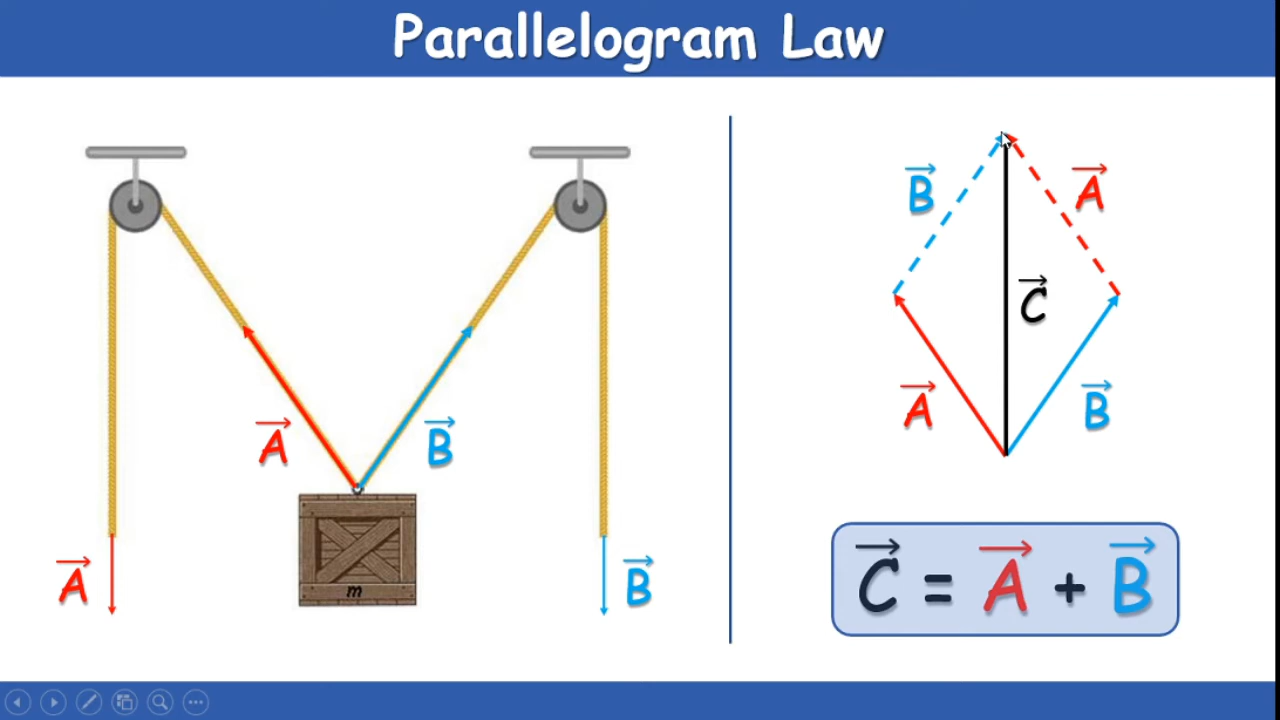 Parallelogram Law
A⃗
B⃗
A⃗
B⃗
m
B⃗
A⃗
C⃗
A⃗
B⃗
C⃗ = A⃗ + B⃗